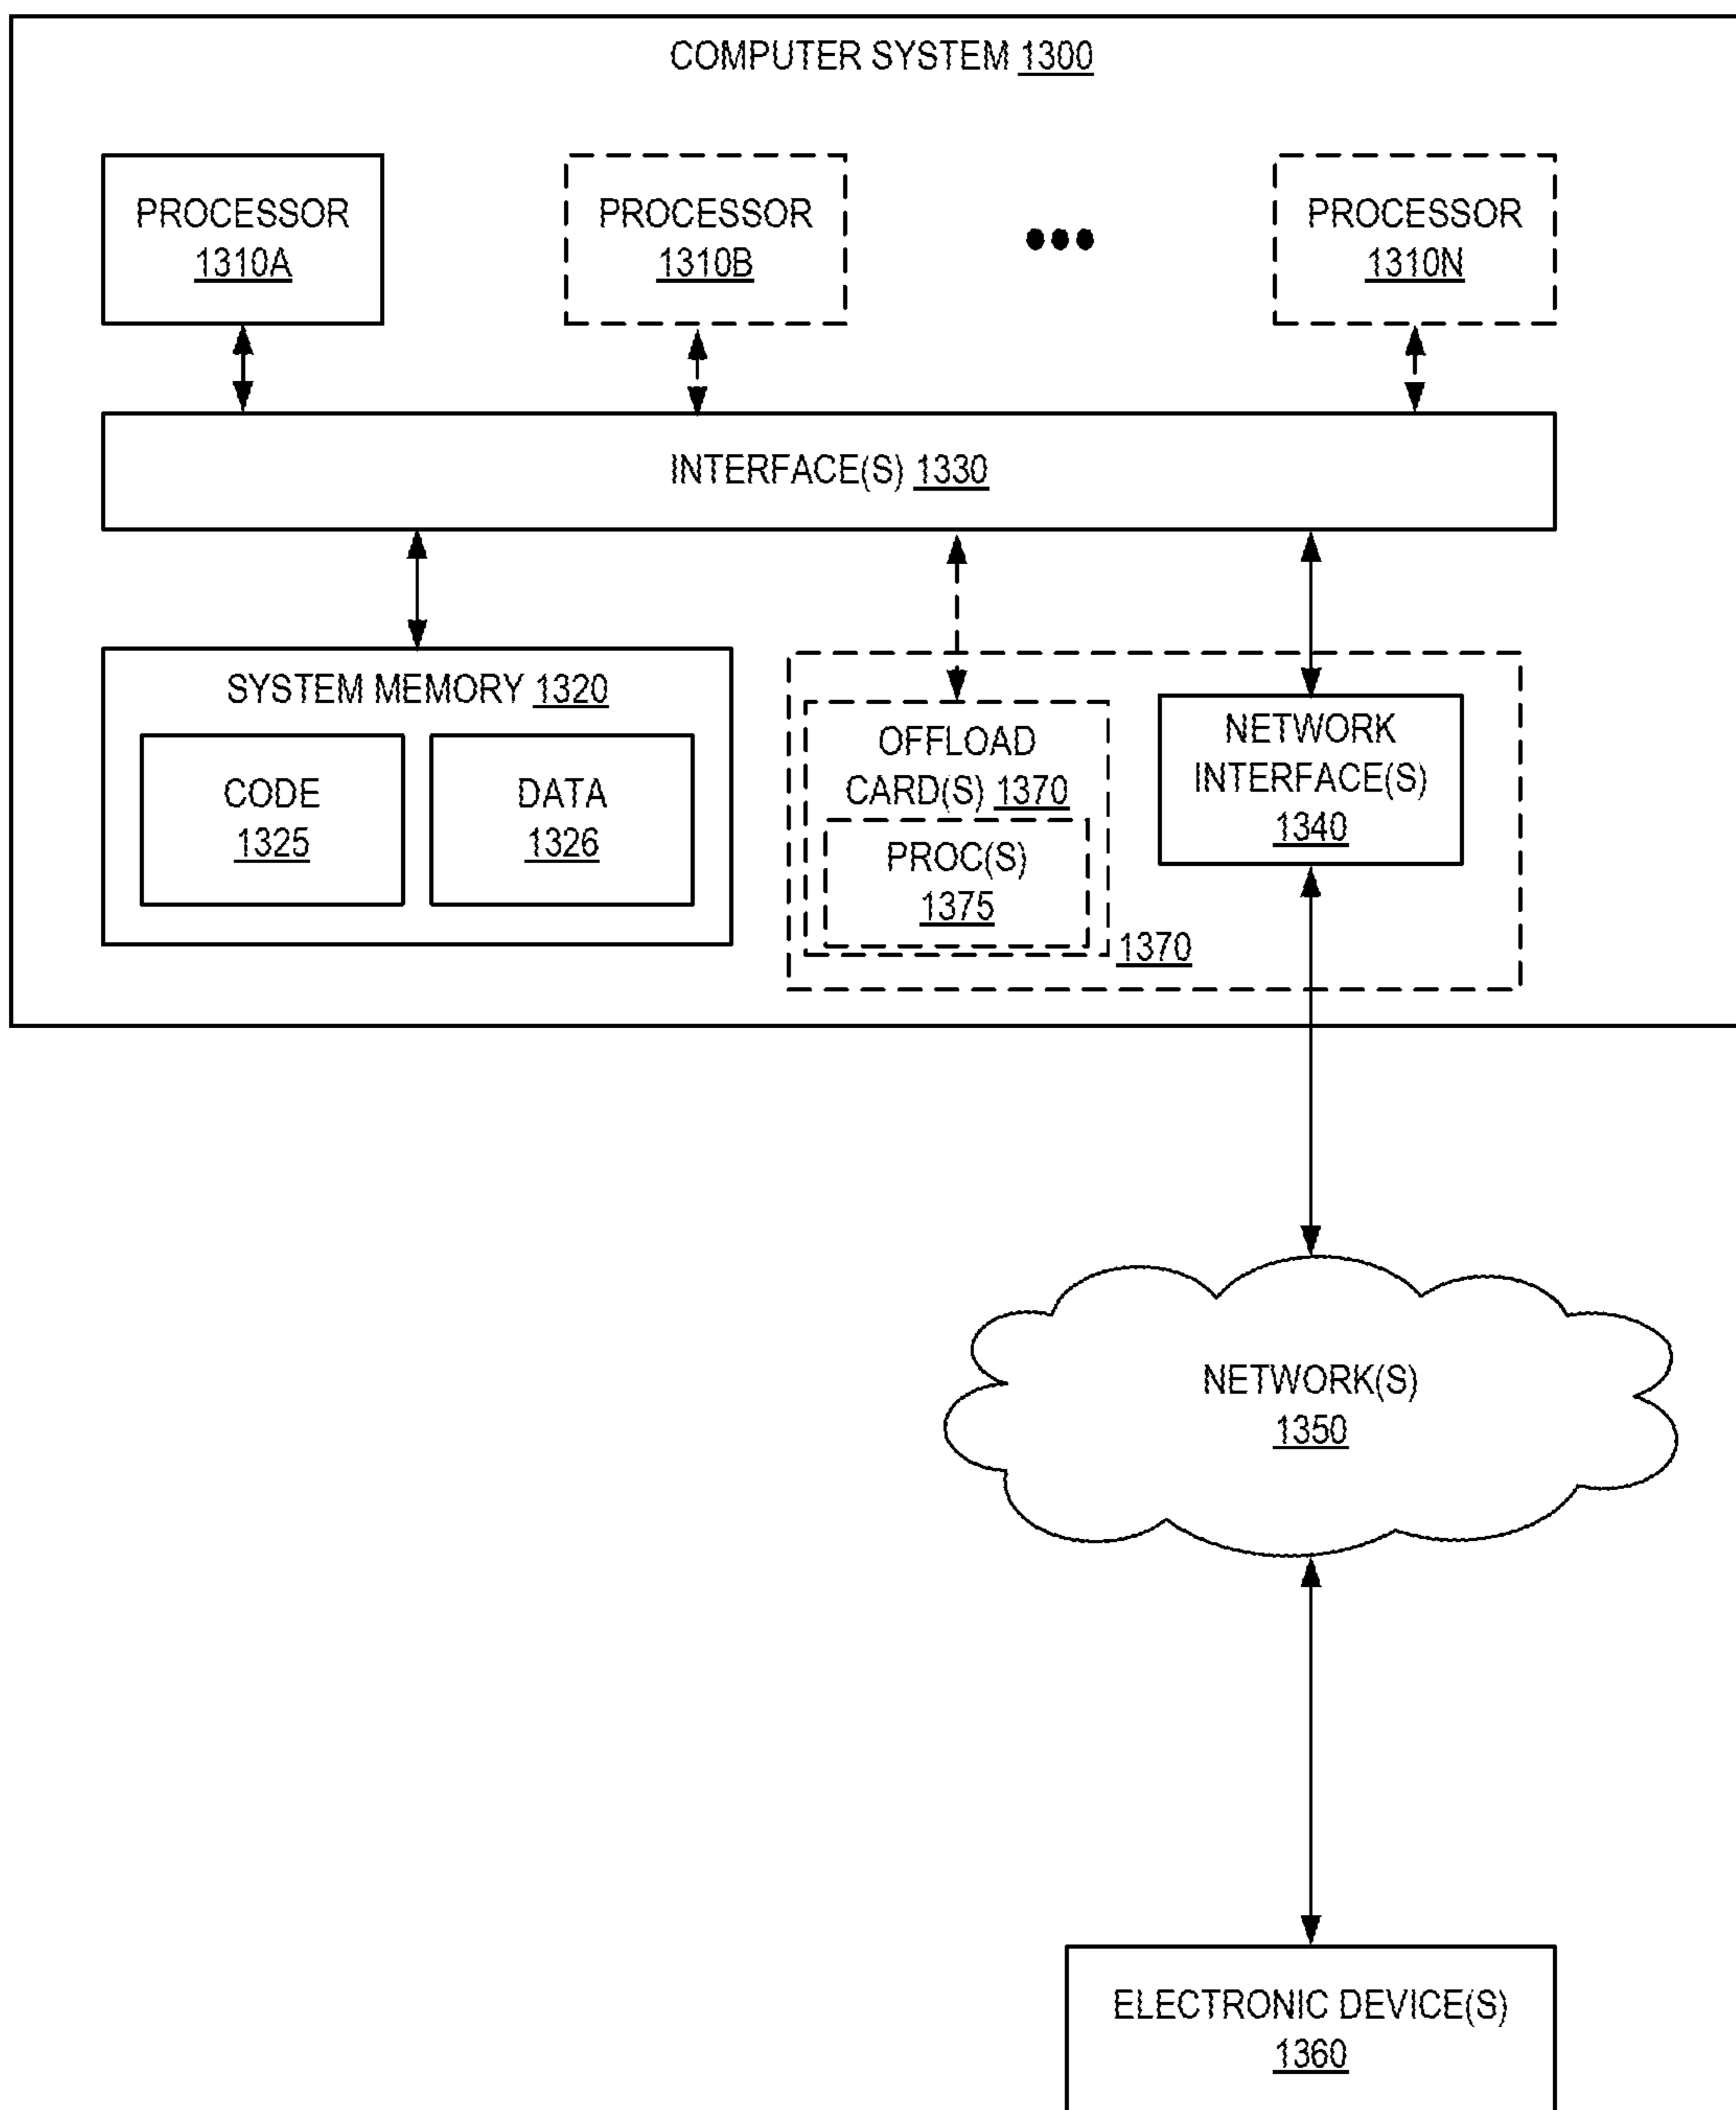 COMPUTER SYSTEM 1300
PROCESSOR
1310A
PROCESSOR
1310B
PROCESSOR
1310N
INTERFACE(S) 1330
SYSTEM MEMORY 1320
CODE
1325
DATA
1326
OFFLOAD
CARD(S) 1370
PROC(S)
1375
1370
NETWORK
INTERFACE(S)
1340
NETWORK(S)
1350
ELECTRONIC DEVICE(S)
1360